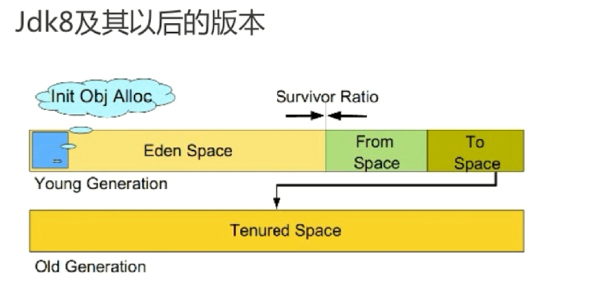 Jdk8及其以后的版本
Init Obj Alloc
Survivor Ratio
Eden Space
From
Space
To
Space
Young Generation
Tenured Space
Old Generation